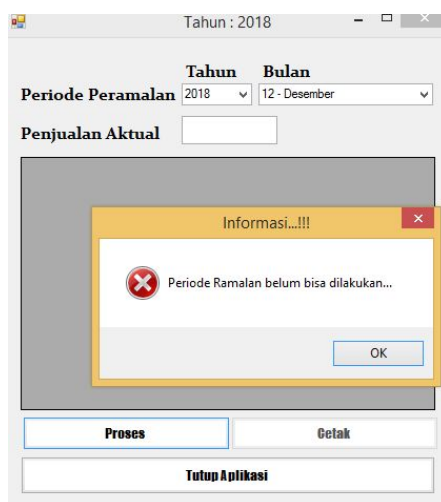 Tahun : 2018
Tahun Bulan
Periode Peramalan 2018 12 - Desember
Penjualan Aktual
Informasi...!!!
Periode Ramalan belum bisa dilakukan...
OK
Proses Cetak
Tutup Aplikasi